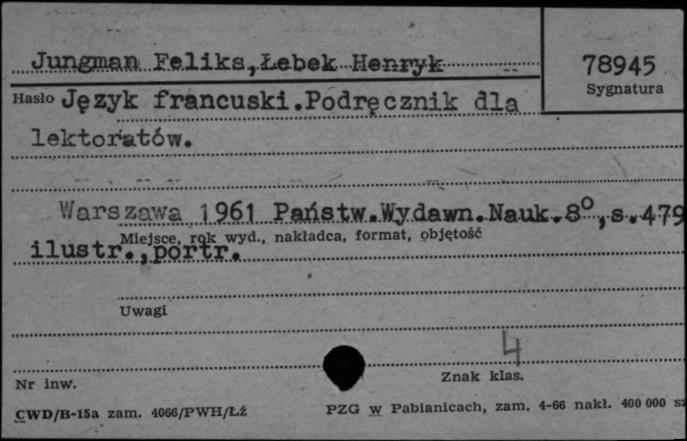 Jungman Feliks,Łebek Henryk
78945
Sygnatura
Hasło Język francuski.Podręcznik dla
lektoratów.
Warszawa 1961 Państw.Wydawn.Nauk.8°,s.479
Miejsce, rok wyd., nakładca, format, objętość
ilustr.,portr.
Uwagi
4
Nr inw.
Znak klas.
CWD/B-15a zam. 4066/PWH/Łź
PZG w Pabianicach, zam. 4-66 nakł. 400 000 sz